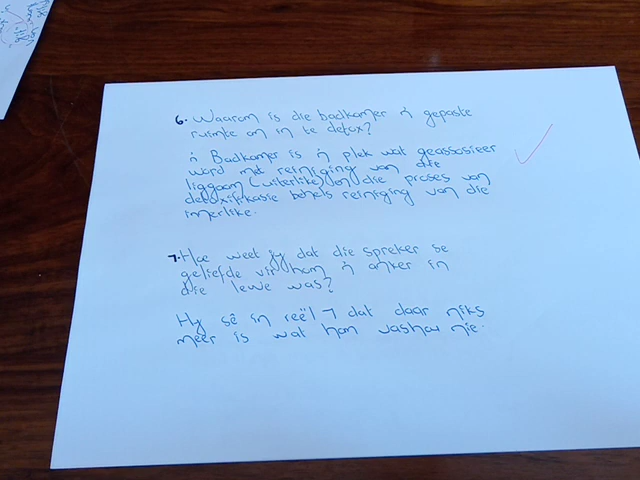 6. Waarom is die badkamer 'n gepaste
ruimte om in te detox?
'n Badkamer is 'n plek wat geassosieer
word met reiniging van die
liggaam (uiterlike) en die proses van
detoksifikasie behels reiniging van die
innerlike.
7. Hoe weet jy dat die spreker se
geliefde vir hom 'n anker in
die lewe was?
Hy sê in reël 7 dat daar niks
meer is wat hom vashou nie.